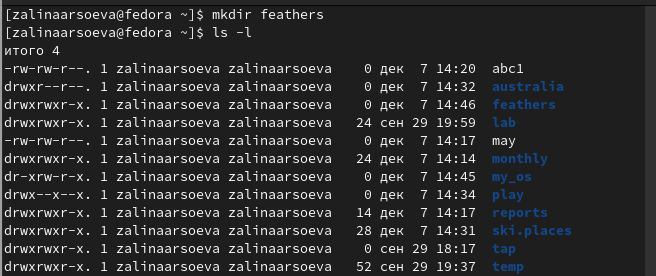 [zalinaarsoeva@fedora ~]$ mkdir feathers
[zalinaarsoeva@fedora ~]$ ls -l
итого 4
-rw-rw-r--. 1 zalinaarsoeva zalinaarsoeva    0 дек  7 14:20  abc1
drwxr--r--. 1 zalinaarsoeva zalinaarsoeva    0 дек  7 14:32  australia
drwxrwxr-x. 1 zalinaarsoeva zalinaarsoeva    0 дек  7 14:46  feathers
drwxrwxr-x. 1 zalinaarsoeva zalinaarsoeva   24 сен 29 19:59  lab
-rw-rw-r--. 1 zalinaarsoeva zalinaarsoeva    0 дек  7 14:17  may
drwxrwxr-x. 1 zalinaarsoeva zalinaarsoeva   24 дек  7 14:14  monthly
dr-xrw-r-x. 1 zalinaarsoeva zalinaarsoeva    0 дек  7 14:45  my_os
drwx--x--x. 1 zalinaarsoeva zalinaarsoeva    0 дек  7 14:34  play
drwxrwxr-x. 1 zalinaarsoeva zalinaarsoeva   14 дек  7 14:17  reports
drwxrwxr-x. 1 zalinaarsoeva zalinaarsoeva   28 дек  7 14:31  ski.places
drwxrwxr-x. 1 zalinaarsoeva zalinaarsoeva    0 сен 29 18:17  tap
drwxrwxr-x. 1 zalinaarsoeva zalinaarsoeva   52 сен 29 19:37  temp